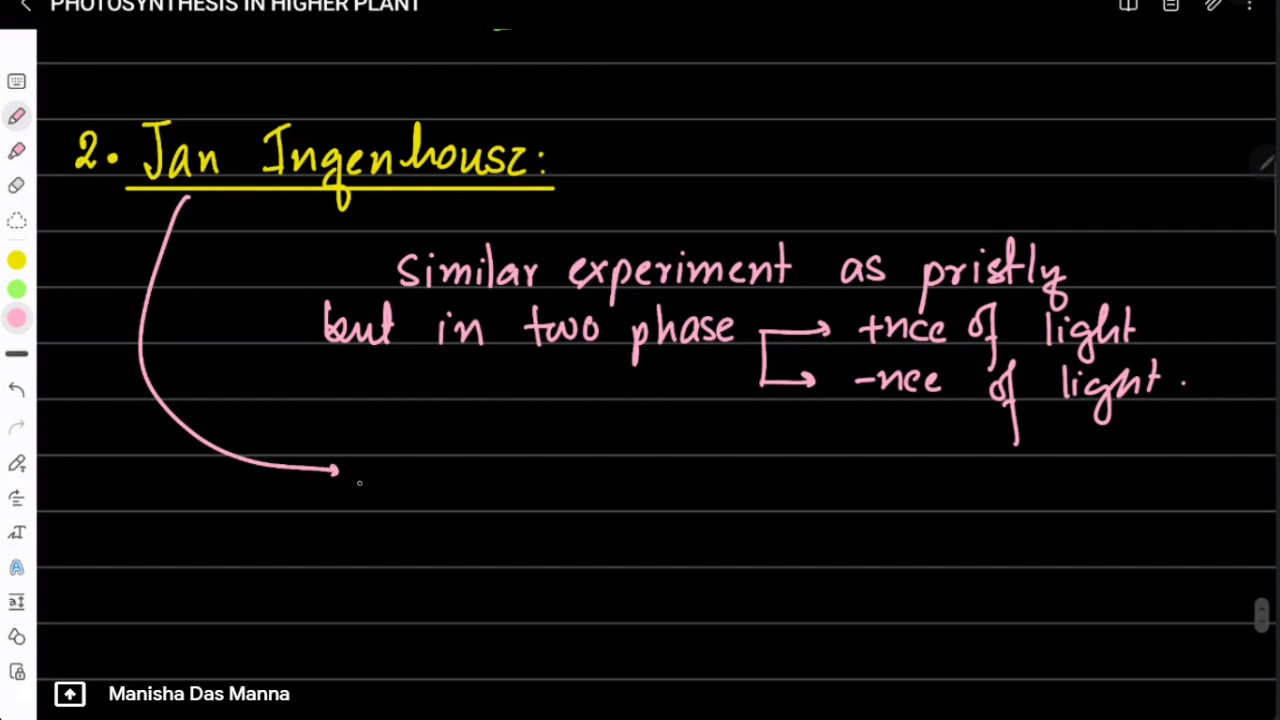 PHOTOSYNTHESIS IN HIGHER PLANT
2. Jan Ingenhousz:
similar experiment as pristly
but in two phase → +nce of light
→ -nce of light.
Manisha Das Manna